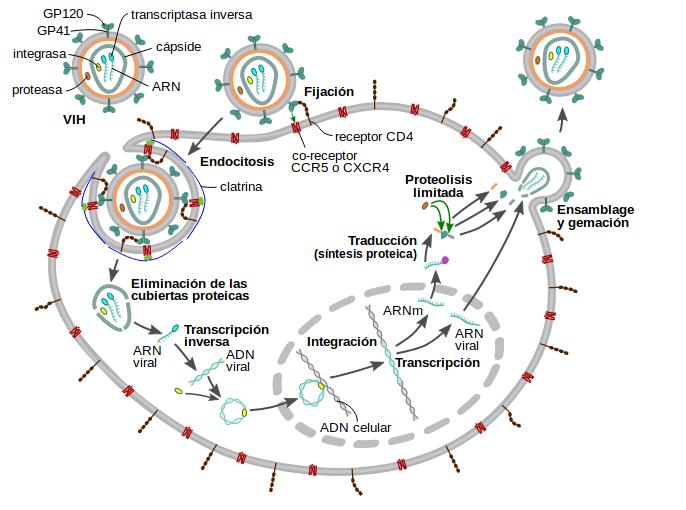 GP120
transcriptasa inversa
GP41
cápside
integrasa
proteasa
ARN
VIH
Fijación
receptor CD4
co-receptor
CCR5 o CXCR4
Endocitosis
clatrina
Proteolisis
limitada
Ensamblage
y gemación
Traducción
(síntesis proteica)
Eliminación de las
cubiertas proteicas
ARNm
ARN
viral
Transcripción
inversa
ARN
viral
ADN
viral
Integración
Transcripción
ADN celular